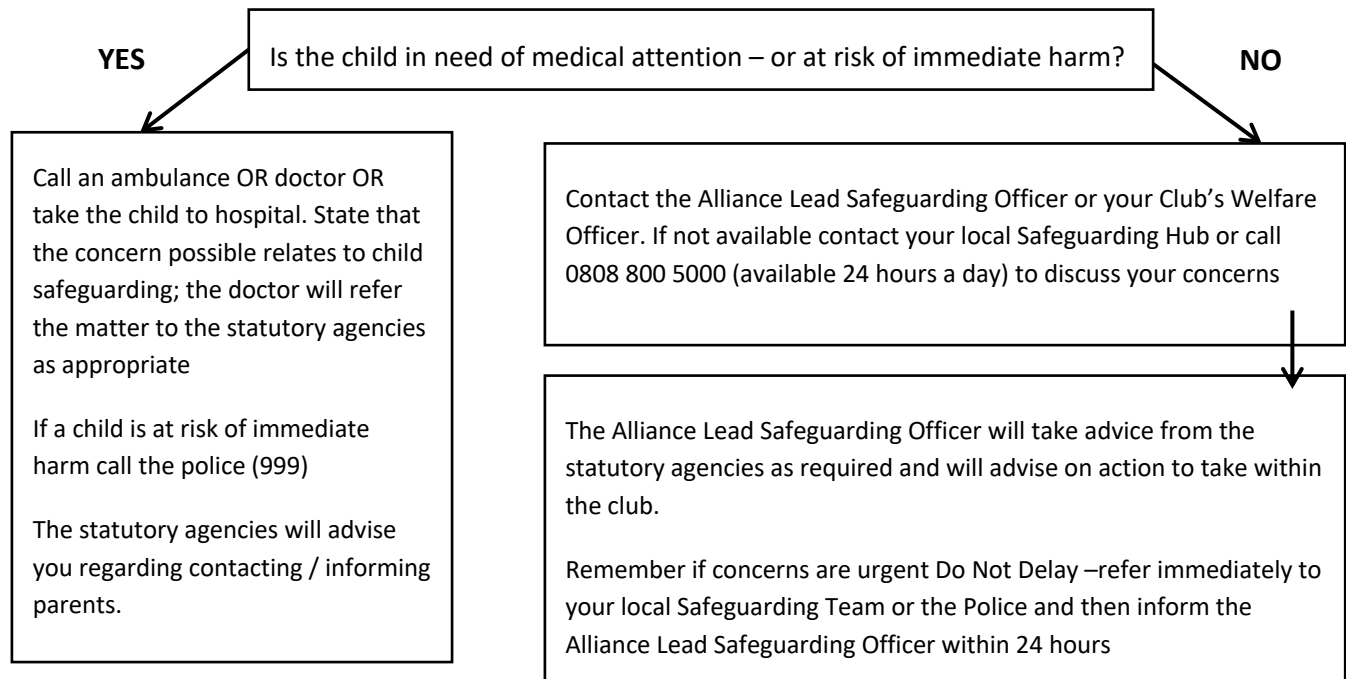 Is the child in need of medical attention – or at risk of immediate harm?
YES
NO
Call an ambulance OR doctor OR
take the child to hospital. State that
the concern possible relates to child
safeguarding; the doctor will refer
the matter to the statutory agencies
as appropriate
If a child is at risk of immediate
harm call the police (999)
The statutory agencies will advise
you regarding contacting / informing
parents.
Contact the Alliance Lead Safeguarding Officer or your Club’s Welfare
Officer. If not available contact your local Safeguarding Hub or call
0808 800 5000 (available 24 hours a day) to discuss your concerns
The Alliance Lead Safeguarding Officer will take advice from the
statutory agencies as required and will advise on action to take within
the club.
Remember if concerns are urgent Do Not Delay –refer immediately to
your local Safeguarding Team or the Police and then inform the
Alliance Lead Safeguarding Officer within 24 hours